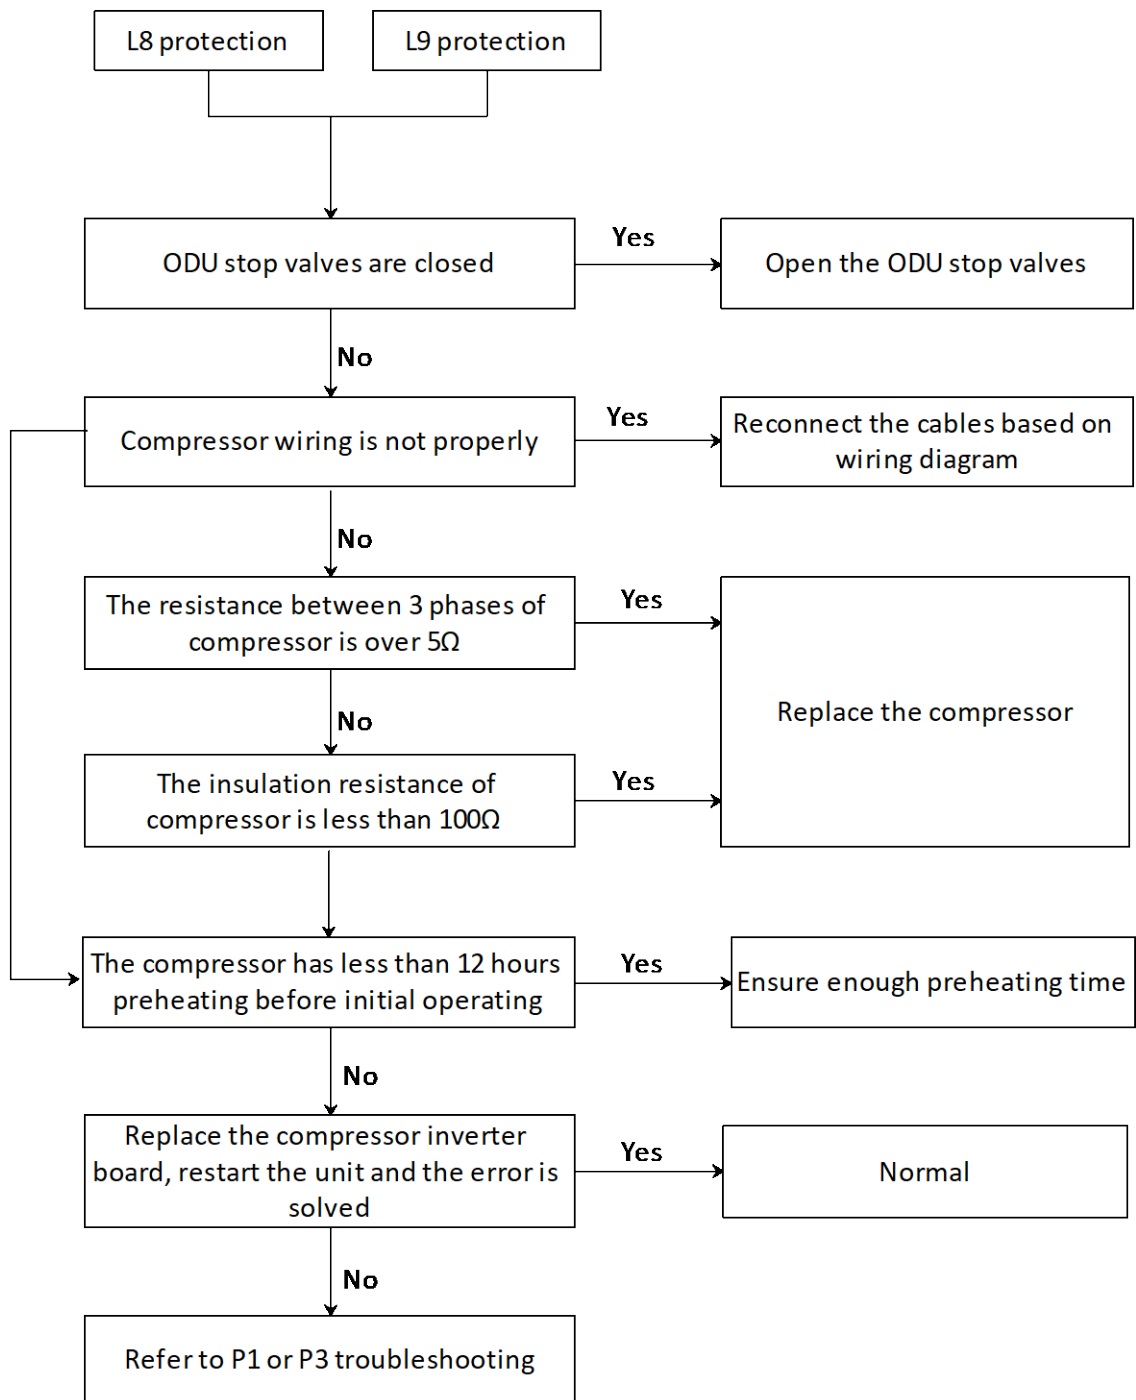 L8 protection
L9 protection
ODU stop valves are closed
Yes
Open the ODU stop valves
No
Compressor wiring is not properly
Yes
Reconnect the cables based on
wiring diagram
No
The resistance between 3 phases of
compressor is over 5Ω
Yes
Replace the compressor
No
The insulation resistance of
compressor is less than 100Ω
Yes
The compressor has less than 12 hours
preheating before initial operating
Yes
Ensure enough preheating time
No
Replace the compressor inverter
board, restart the unit and the error is
solved
Yes
Normal
No
Refer to P1 or P3 troubleshooting